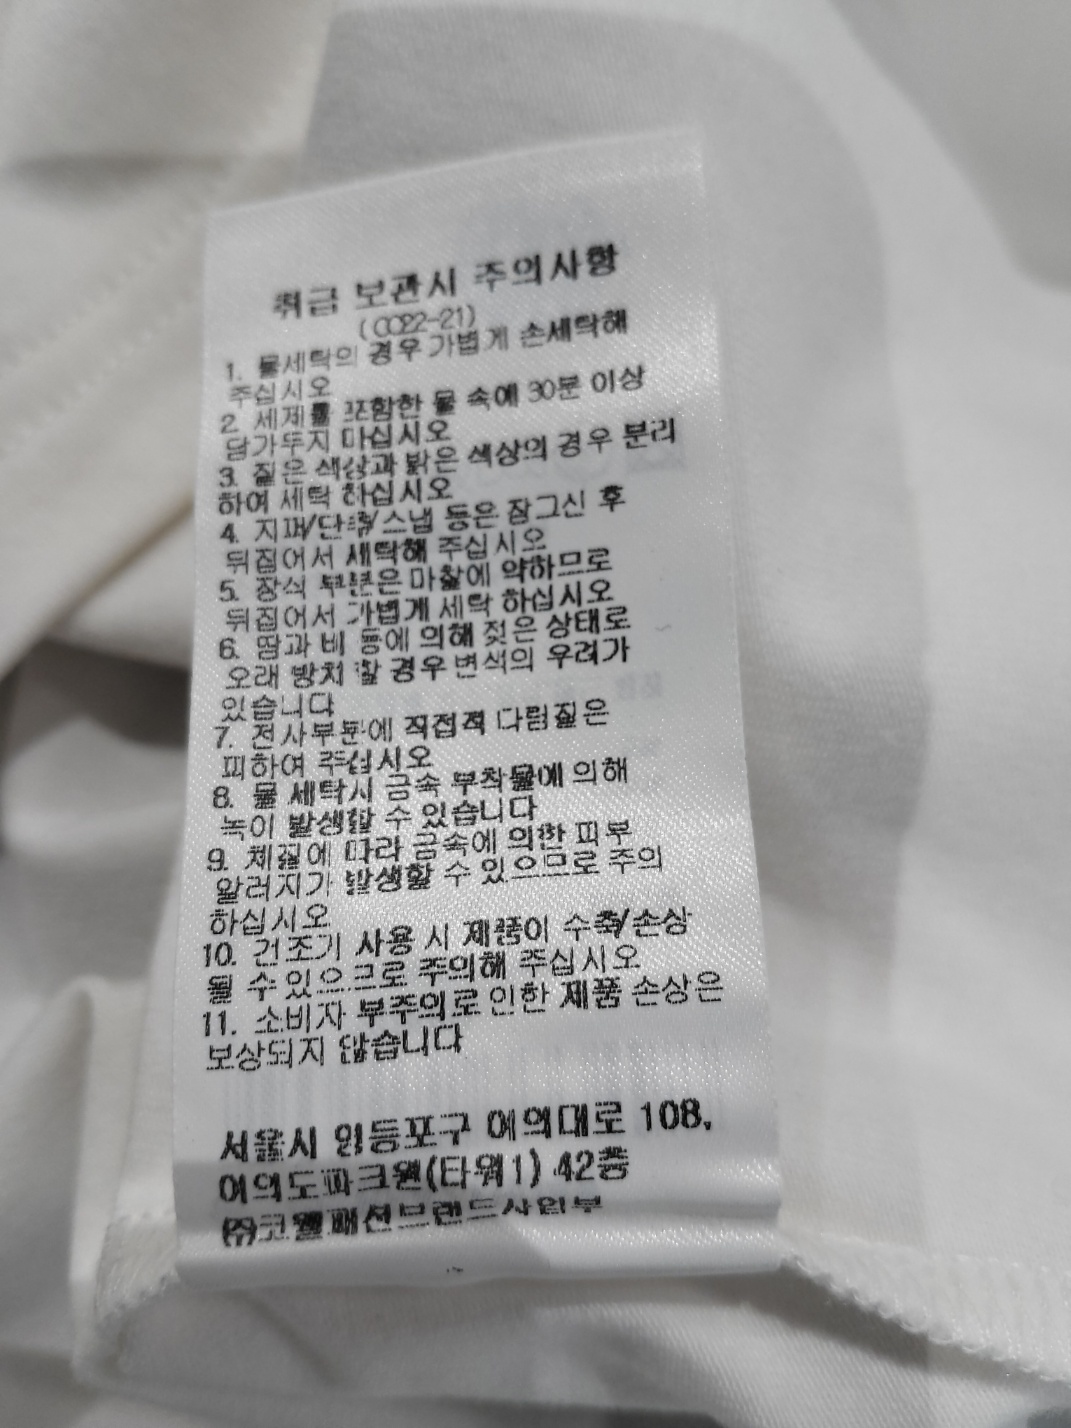 취급 보관시 주의사항
(CC22-21)
1. 물세탁의 경우 가볍게 손세탁해
주십시오
2. 세제를 포함한 물 속에 30분 이상
담가두지 마십시오
3. 짙은 색상과 밝은 색상의 경우 분리
하여 세탁 하십시오
4. 지퍼/단추/스냅 등은 잠그신 후
뒤집어서 세탁해 주십시오
5. 장식 부분은 마찰에 약하므로
뒤집어서 가볍게 세탁 하십시오
6. 땀과 비 등에 의해 젖은 상태로
오래 방치 할 경우 변색의 우려가
있습니다
7. 전사부분에 직접적 다림질은
피하여 주십시오
8. 물 세탁시 금속 부착물에 의해
녹이 발생할 수 있습니다
9. 체질에 따라 금속에 의한 피부
알러지가 발생할 수 있으므로 주의
하십시오
10. 건조기 사용 시 제품이 수축/손상
될 수 있으므로 주의해 주십시오
11. 소비자 부주의로 인한 제품 손상은
보상되지 않습니다
서울시 영등포구 여의대로 108,
여의도파크원(타워1) 42층
㈜코웰패션브랜드사업부